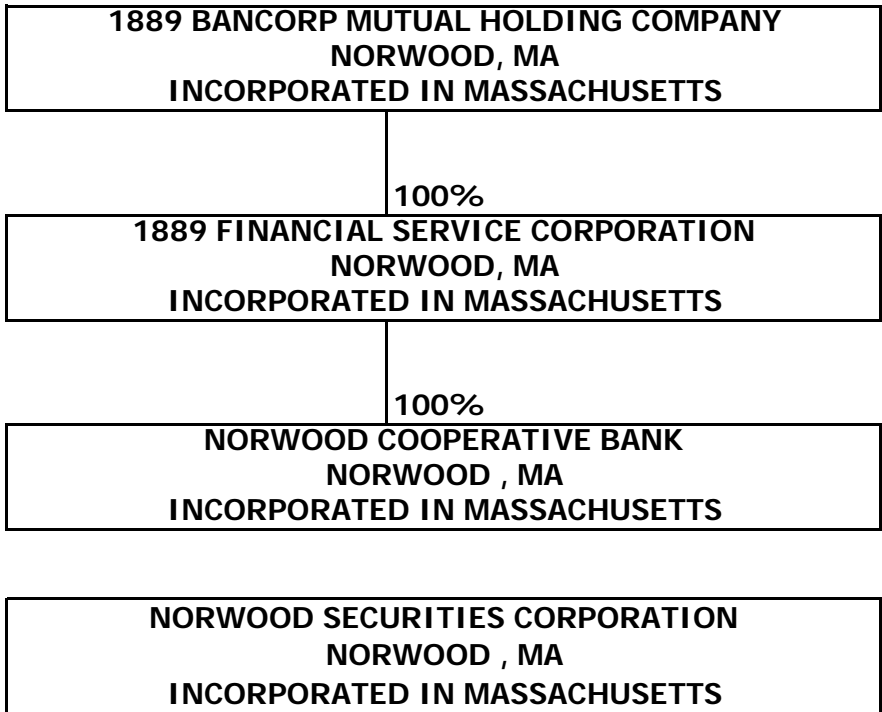 1889 BANCORP MUTUAL HOLDING COMPANY
NORWOOD, MA
INCORPORATED IN MASSACHUSETTS
100%
1889 FINANCIAL SERVICE CORPORATION
NORWOOD, MA
INCORPORATED IN MASSACHUSETTS
100%
NORWOOD COOPERATIVE BANK
NORWOOD , MA
INCORPORATED IN MASSACHUSETTS
NORWOOD SECURITIES CORPORATION
NORWOOD , MA
INCORPORATED IN MASSACHUSETTS